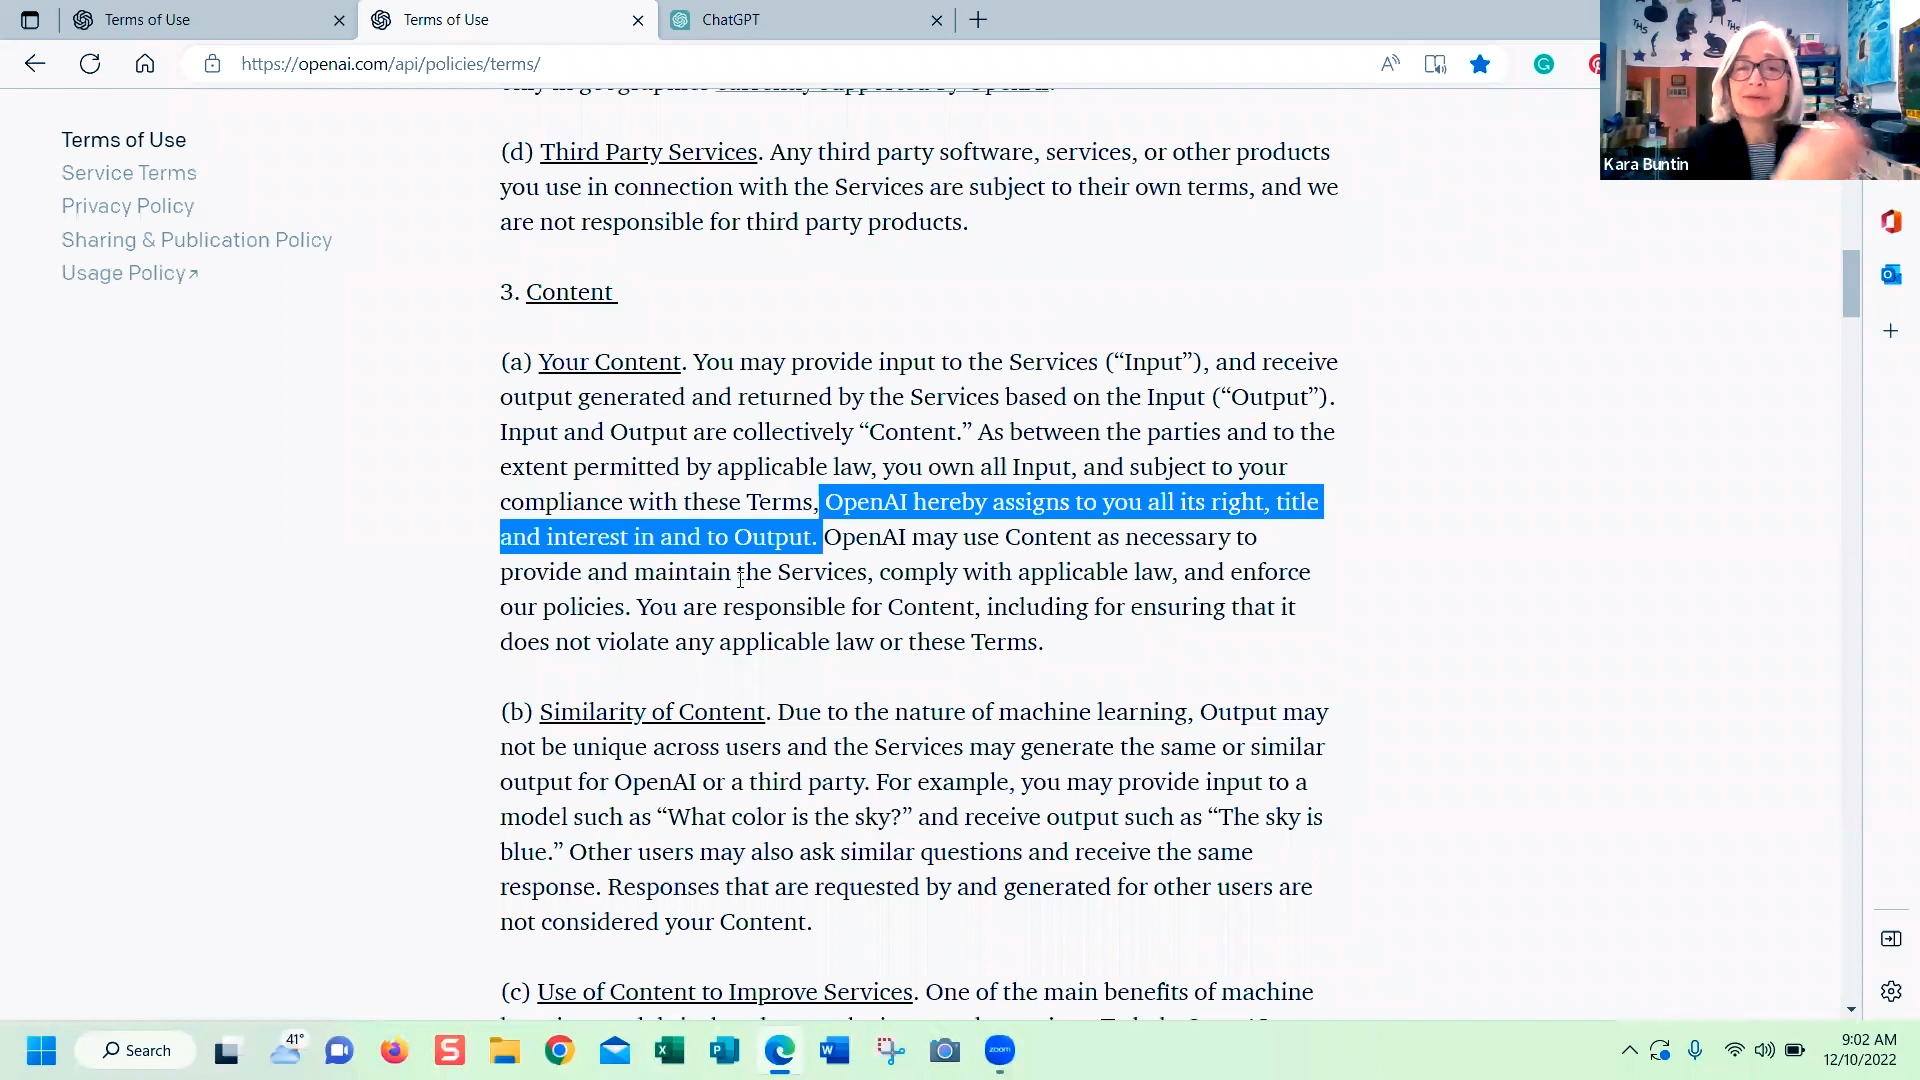 Terms of Use
Terms of Use
ChatGPT
https://openai.com/api/policies/terms/
THS
THS
Kara Buntin
Terms of Use
Service Terms
Privacy Policy
Sharing & Publication Policy
Usage Policy↗
only in geographies currently supported by OpenAI.
(d) Third Party Services. Any third party software, services, or other products
you use in connection with the Services are subject to their own terms, and we
are not responsible for third party products.
3. Content
(a) Your Content. You may provide input to the Services (“Input”), and receive
output generated and returned by the Services based on the Input (“Output”).
Input and Output are collectively “Content.” As between the parties and to the
extent permitted by applicable law, you own all Input, and subject to your
compliance with these Terms, OpenAI hereby assigns to you all its right, title
and interest in and to Output. OpenAI may use Content as necessary to
provide and maintain the Services, comply with applicable law, and enforce
our policies. You are responsible for Content, including for ensuring that it
does not violate any applicable law or these Terms.
(b) Similarity of Content. Due to the nature of machine learning, Output may
not be unique across users and the Services may generate the same or similar
output for OpenAI or a third party. For example, you may provide input to a
model such as “What color is the sky?” and receive output such as “The sky is
blue.” Other users may also ask similar questions and receive the same
response. Responses that are requested by and generated for other users are
not considered your Content.
(c) Use of Content to Improve Services. One of the main benefits of machine
Search
41°
zoom
9:02 AM
12/10/2022